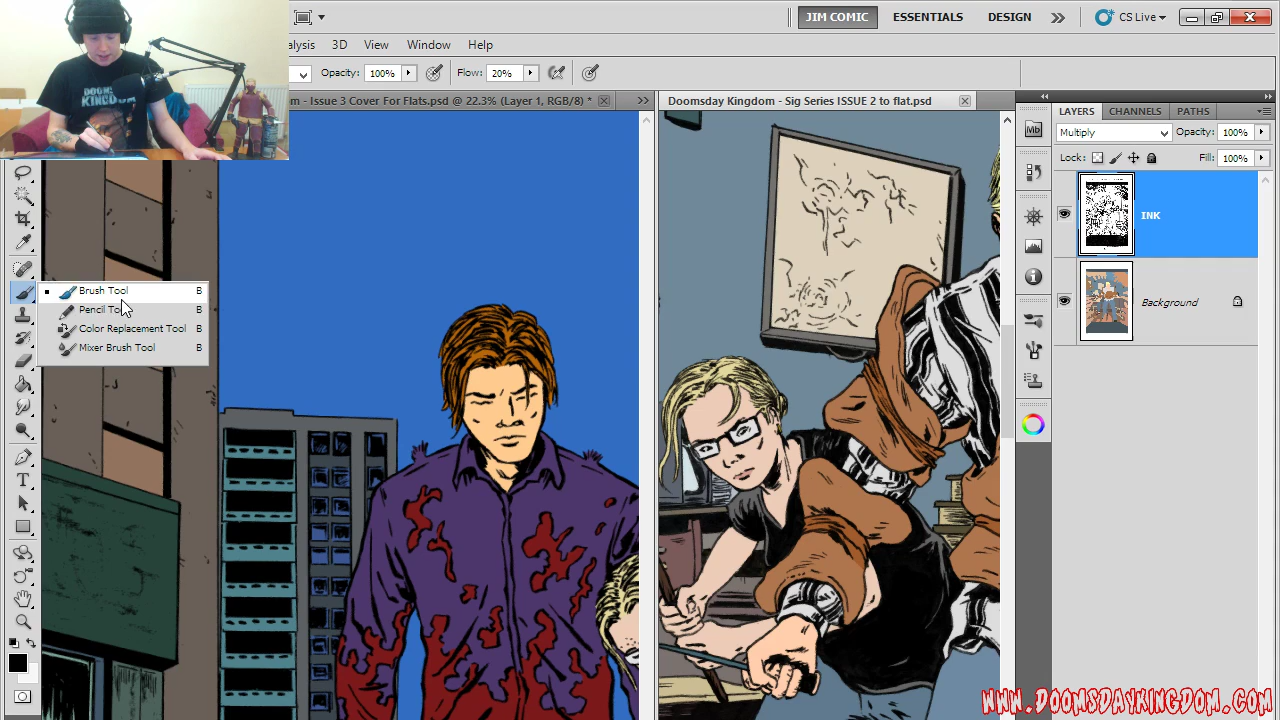 JIM COMIC ESSENTIALS DESIGN CS Live
alysis 3D View Window Help
Opacity: 100% Flow: 20%
m - Issue 3 Cover For Flats.psd @ 22.3% (Layer 1, RGB/8) *
Doomsday Kingdom - Sig Series ISSUE 2 to flat.psd
LAYERS CHANNELS PATHS
Multiply Opacity: 100%
Lock: Fill: 100%
INK
Background
Mb
DOOMSDAY
KINGDOM
Brush Tool B
Pencil To B
Color Replacement Tool B
Mixer Brush Tool B
T
WWW.DOOMSDAYKINGDOM.COM